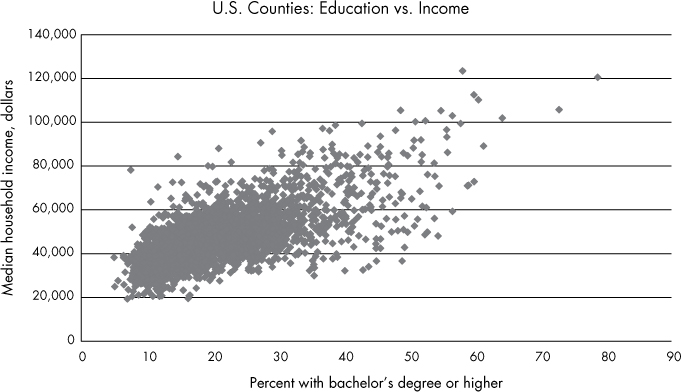 U.S. Counties: Education vs. Income
Median household income, dollars
140,000
120,000
100,000
80,000
60,000
40,000
20,000
0
0 10 20 30 40 50 60 70 80 90
Percent with bachelor's degree or higher